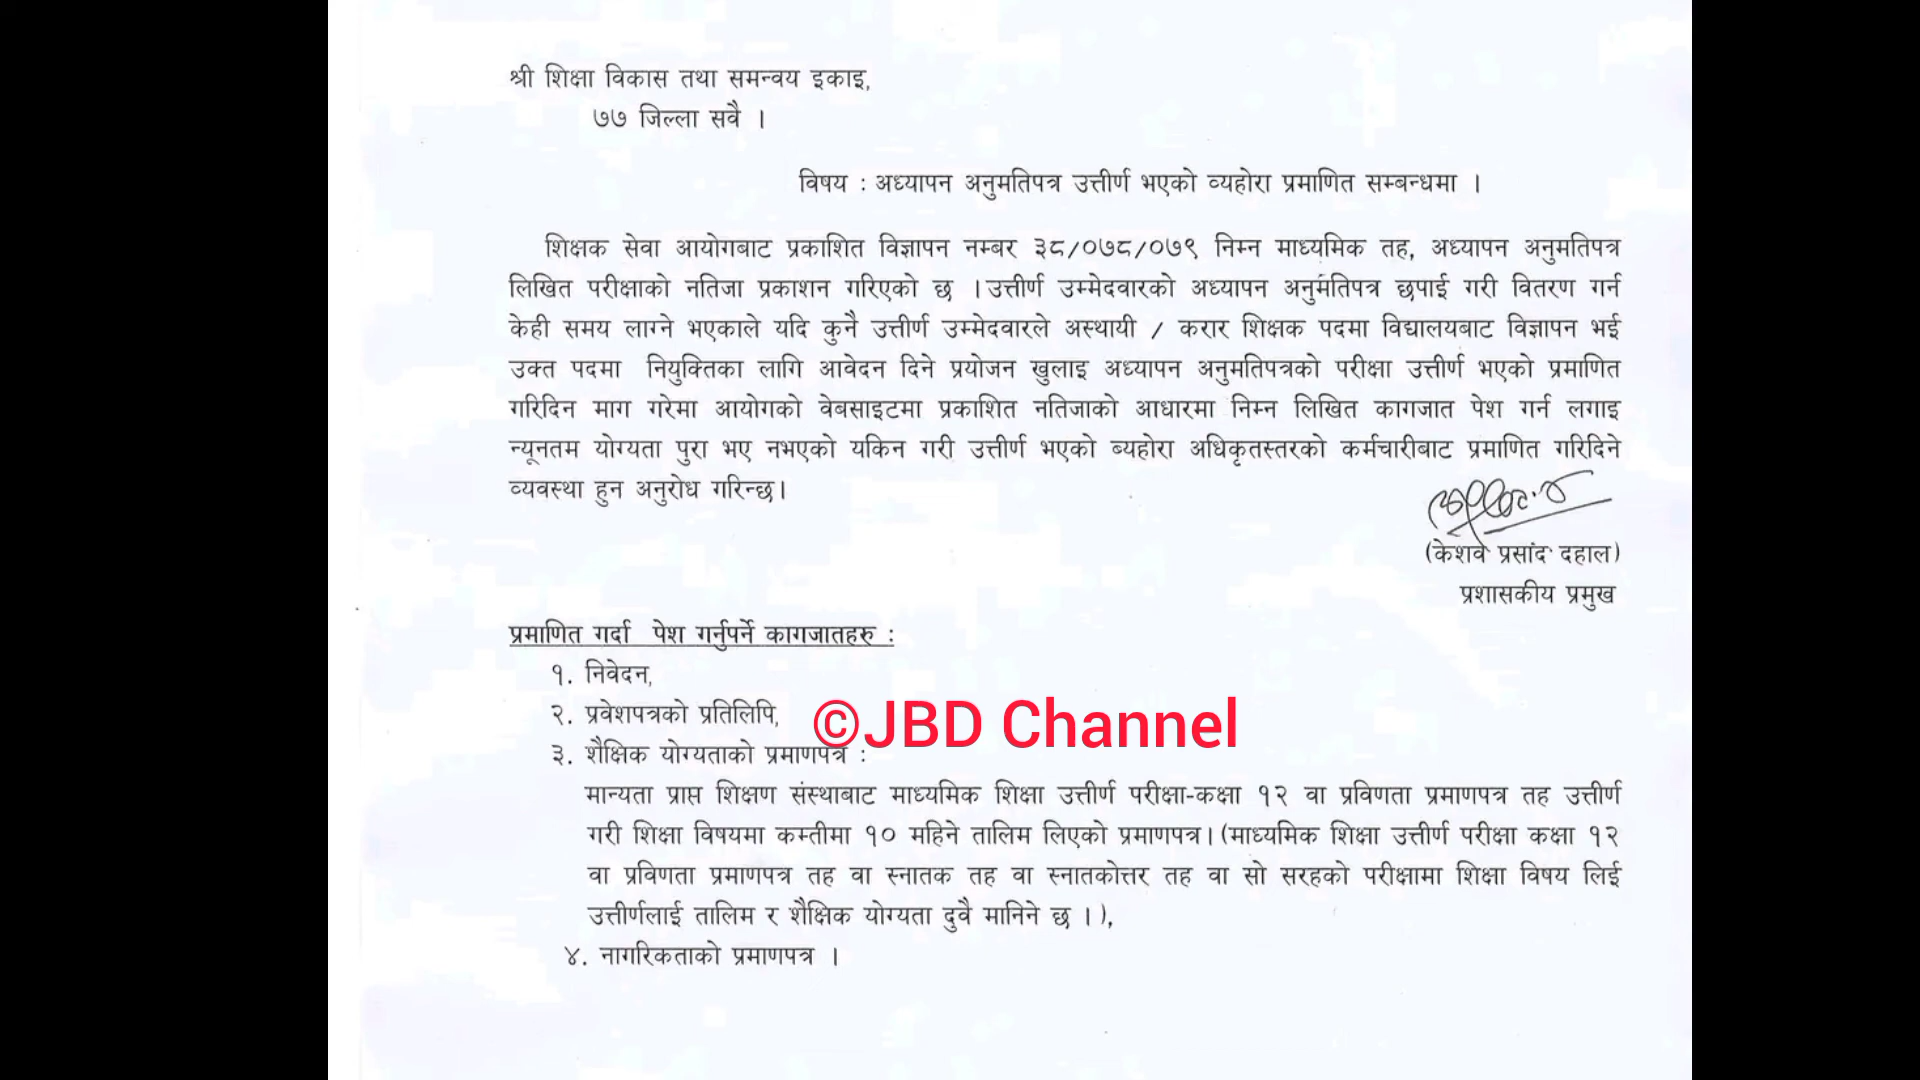 श्री शिक्षा विकास तथा समन्वय इकाइ,
७७ जिल्ला सवै ।
विषय : अध्यापन अनुमतिपत्र उत्तीर्ण भएको व्यहोरा प्रमाणित सम्बन्धमा ।
शिक्षक सेवा आयोगबाट प्रकाशित विज्ञापन नम्बर ३८/०७८/०७९ निम्न माध्यमिक तह, अध्यापन अनुमतिपत्र
लिखित परीक्षाको नतिजा प्रकाशन गरिएको छ । उत्तीर्ण उम्मेदवारको अध्यापन अनुमतिपत्र छपाई गरी वितरण गर्न
केही समय लाग्ने भएकाले यदि कुनै उत्तीर्ण उम्मेदवारले अस्थायी / करार शिक्षक पदमा विद्यालयबाट विज्ञापन भई
उक्त पदमा नियुक्तिका लागि आवेदन दिने प्रयोजन खुलाइ अध्यापन अनुमतिपत्रको परीक्षा उत्तीर्ण भएको प्रमाणित
गरिदिन माग गरेमा आयोगको वेबसाइटमा प्रकाशित नतिजाको आधारमा निम्न लिखित कागजात पेश गर्न लगाइ
न्यूनतम योग्यता पुरा भए नभएको यकिन गरी उत्तीर्ण भएको ब्यहोरा अधिकृतस्तरको कर्मचारीबाट प्रमाणित गरिदिने
व्यवस्था हुन अनुरोध गरिन्छ।
(केशव प्रसाद दहाल)
प्रशासकीय प्रमुख
प्रमाणित गर्दा पेश गर्नुपर्ने कागजातहरु :
१. निवेदन,
२. प्रवेशपत्रको प्रतिलिपि,
©JBD Channel
३. शैक्षिक योग्यताको प्रमाणपत्र :
मान्यता प्राप्त शिक्षण संस्थाबाट माध्यमिक शिक्षा उत्तीर्ण परीक्षा-कक्षा १२ वा प्रविणता प्रमाणपत्र तह उत्तीर्ण
गरी शिक्षा विषयमा कम्तीमा १० महिने तालिम लिएको प्रमाणपत्र। (माध्यमिक शिक्षा उत्तीर्ण परीक्षा कक्षा १२
वा प्रविणता प्रमाणपत्र तह वा स्नातक तह वा स्नातकोत्तर तह वा सो सरहको परीक्षामा शिक्षा विषय लिई
उत्तीर्णलाई तालिम र शैक्षिक योग्यता दुवै मानिने छ । ),
४. नागरिकताको प्रमाणपत्र ।